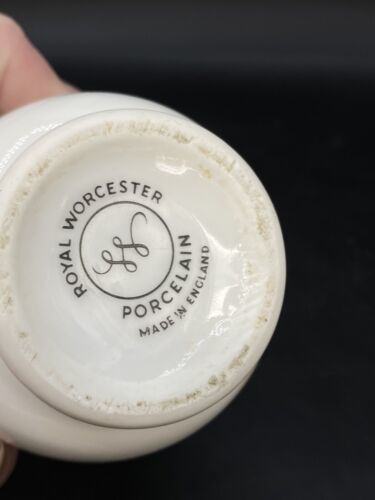 ROYAL WORCESTER
PORCELAIN
MADE IN ENGLAND